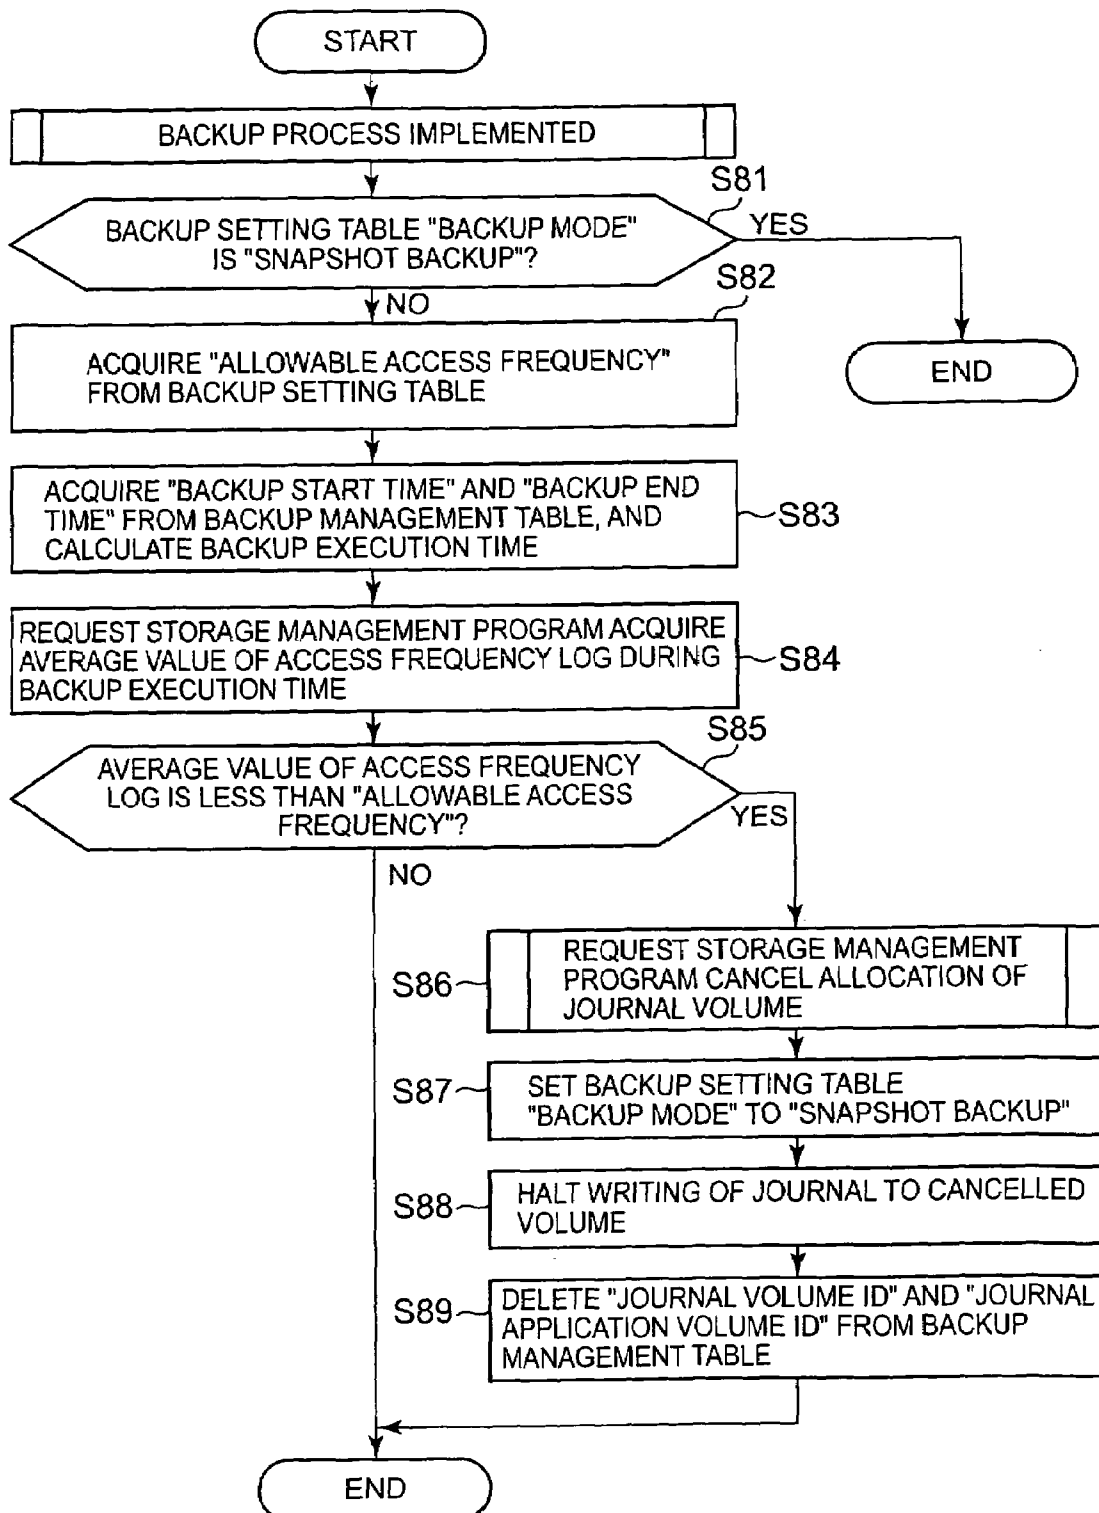 START
BACKUP PROCESS IMPLEMENTED
S81
BACKUP SETTING TABLE "BACKUP MODE"
IS "SNAPSHOT BACKUP"?
YES
NO
S82
ACQUIRE "ALLOWABLE ACCESS FREQUENCY"
FROM BACKUP SETTING TABLE
END
ACQUIRE "BACKUP START TIME" AND "BACKUP END
TIME" FROM BACKUP MANAGEMENT TABLE, AND
CALCULATE BACKUP EXECUTION TIME
S83
REQUEST STORAGE MANAGEMENT PROGRAM ACQUIRE
AVERAGE VALUE OF ACCESS FREQUENCY LOG DURING
BACKUP EXECUTION TIME
S84
S85
AVERAGE VALUE OF ACCESS FREQUENCY
LOG IS LESS THAN "ALLOWABLE ACCESS
FREQUENCY"?
YES
NO
S86
REQUEST STORAGE MANAGEMENT
PROGRAM CANCEL ALLOCATION OF
JOURNAL VOLUME
S87
SET BACKUP SETTING TABLE
"BACKUP MODE" TO "SNAPSHOT BACKUP"
S88
HALT WRITING OF JOURNAL TO CANCELLED
VOLUME
S89
DELETE "JOURNAL VOLUME ID" AND "JOURNAL
APPLICATION VOLUME ID" FROM BACKUP
MANAGEMENT TABLE
END